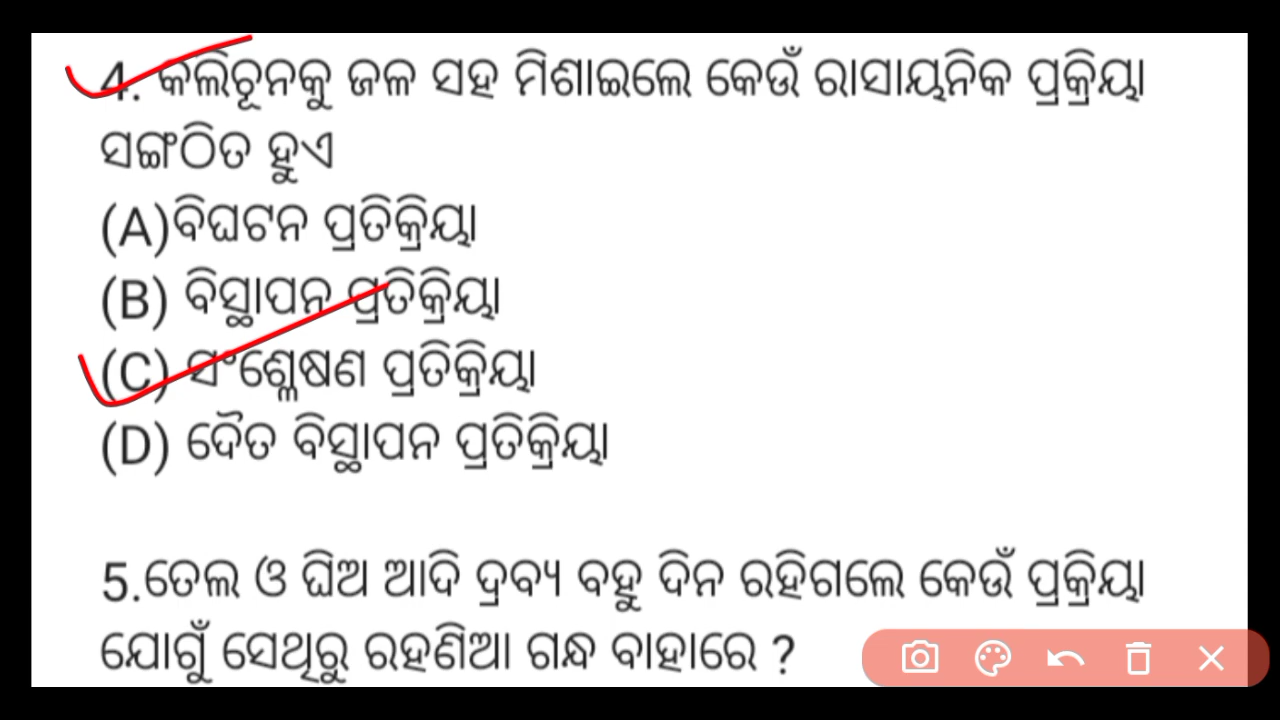 4. କଲିଚୂନକୁ ଜଳ ସହ ମିଶାଇଲେ କେଉଁ ରାସାୟନିକ ପ୍ରକ୍ରିୟା
ସଙ୍ଗଠିତ ହୁଏ
(A)ବିଘଟନ ପ୍ରତିକ୍ରିୟା
(B) ବିସ୍ଥାପନ ପ୍ରତିକ୍ରିୟା
(C) ସଂଶ୍ଳେଷଣ ପ୍ରତିକ୍ରିୟା
(D) ଦୈତ ବିସ୍ଥାପନ ପ୍ରତିକ୍ରିୟା
5.ତେଲ ଓ ଘିଅ ଆଦି ଦ୍ରବ୍ୟ ବହୁ ଦିନ ରହିଗଲେ କେଉଁ ପ୍ରକ୍ରିୟା
ଯୋଗୁଁ ସେଥିରୁ ରହଣିଆ ଗନ୍ଧ ବାହାରେ ?